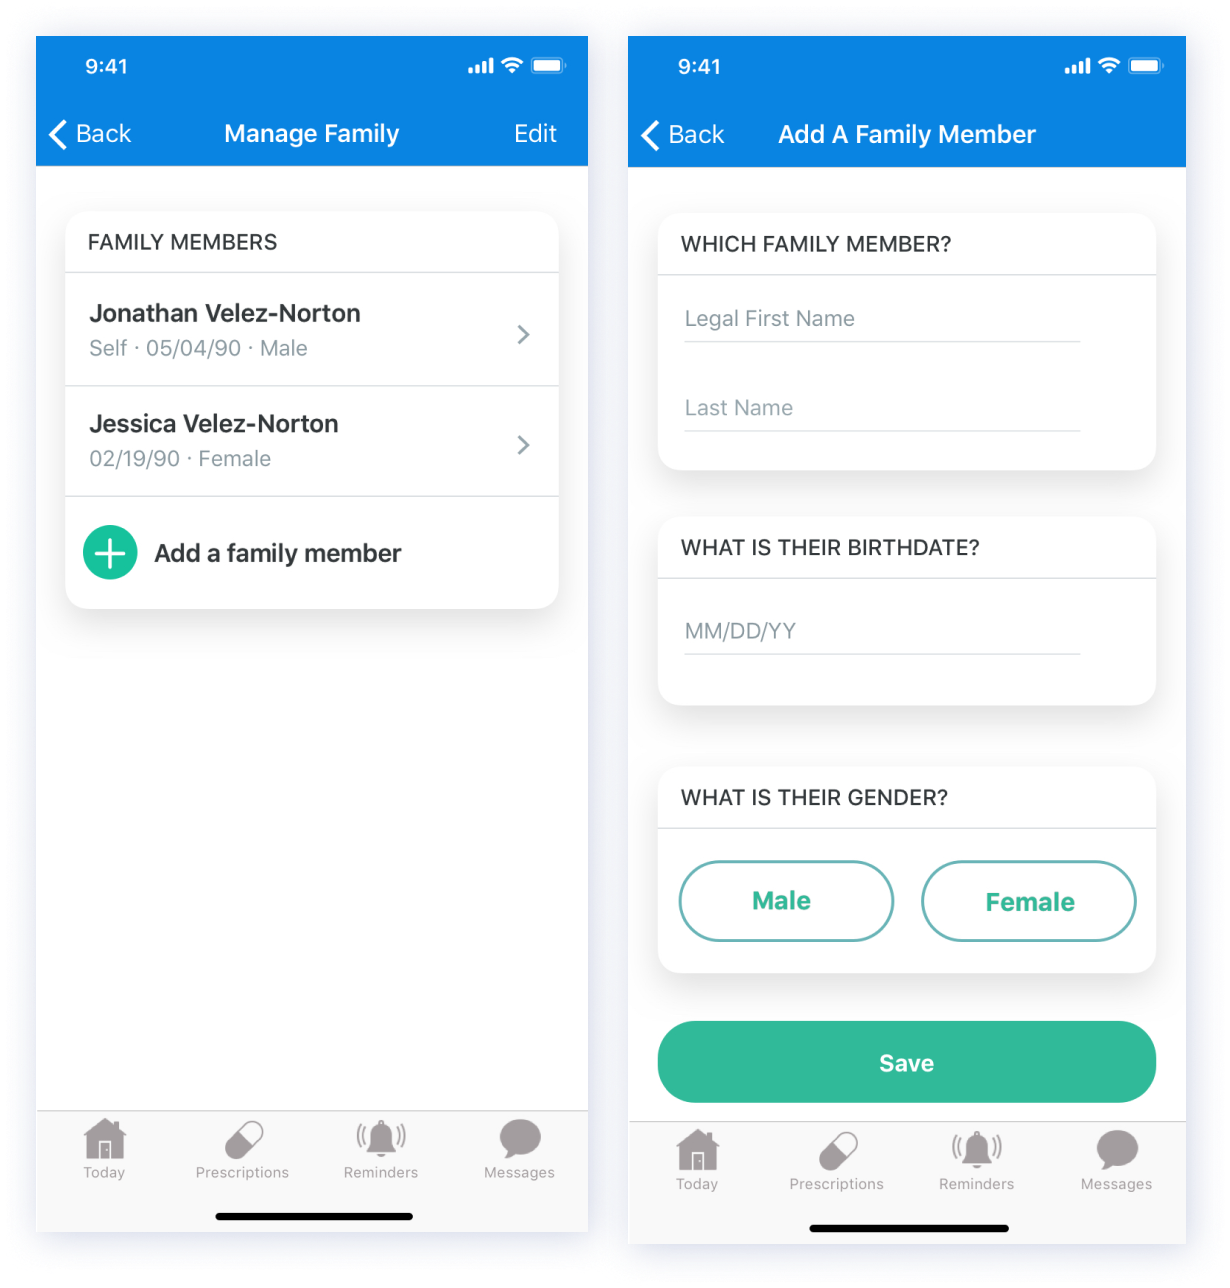 9:41
Back
Manage Family
Edit
FAMILY MEMBERS
Jonathan Velez-Norton
Self · 05/04/90 · Male
Jessica Velez-Norton
02/19/90 · Female
Add a family member
Today
Prescriptions
Reminders
Messages
9:41
Back
Add A Family Member
WHICH FAMILY MEMBER?
Legal First Name
Last Name
WHAT IS THEIR BIRTHDATE?
MM/DD/YY
WHAT IS THEIR GENDER?
Male
Female
Save
Today
Prescriptions
Reminders
Messages